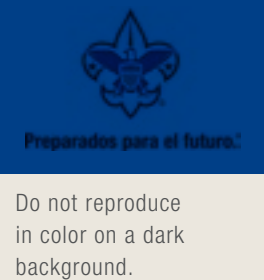 Preparados para el futuro.®
Do not reproduce
in color on a dark
background.